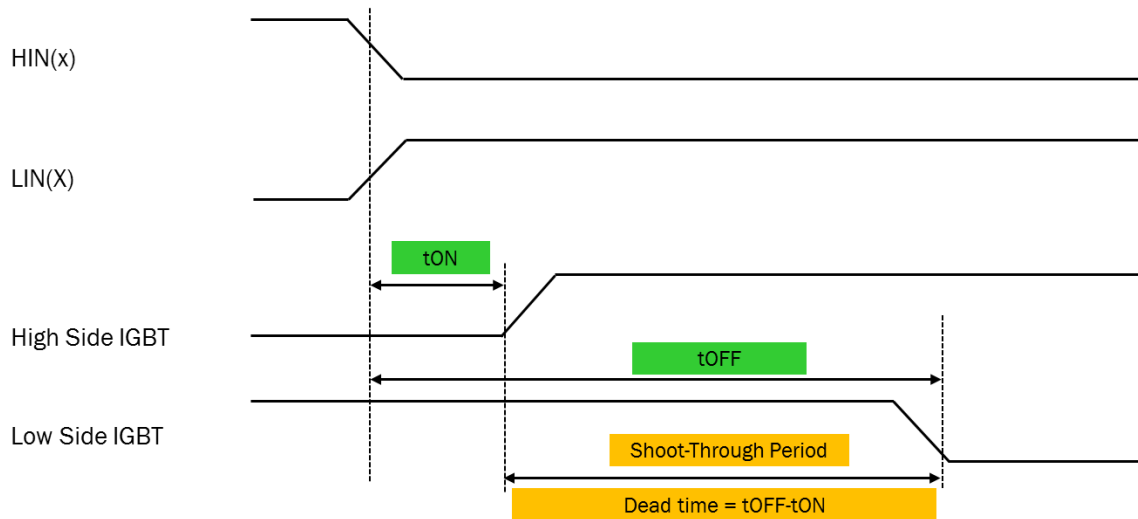 HIN(x)
LIN(X)
tON
High Side IGBT
tOFF
Low Side IGBT
Shoot-Through Period
Dead time = tOFF-tON